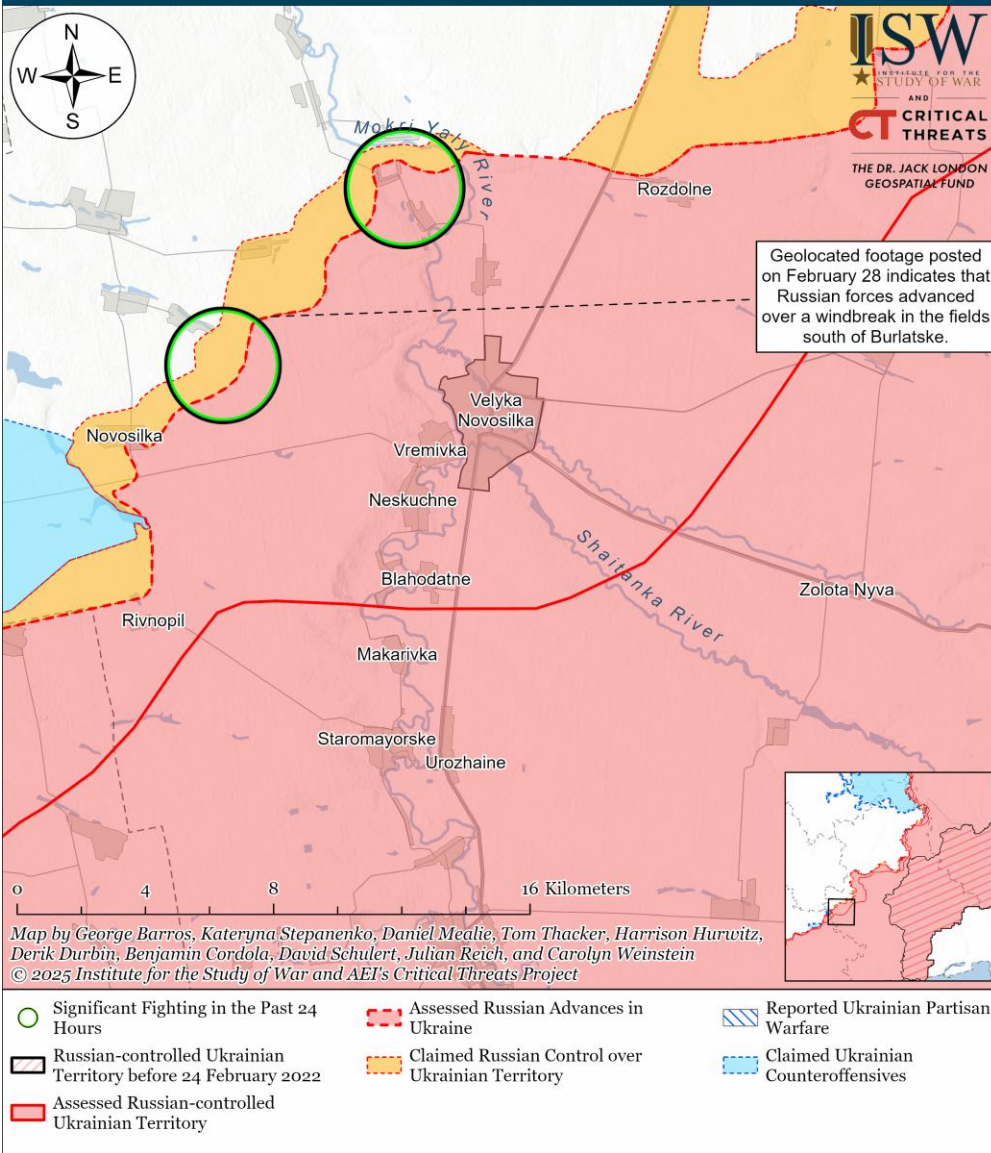 N
W
E
S
ISW
INSTITUTE FOR THE
STUDY OF WAR
AND
CT CRITICAL
THREATS
THE DR. JACK LONDON
GEOSPATIAL FUND
Mokri Yaly River
Rozdolne
Geolocated footage posted
on February 28 indicates that
Russian forces advanced
over a windbreak in the fields
south of Burlatske.
Velyka
Novosilka
Novosilka
Vremivka
Neskuchne
Shaitanka River
Blahodatne
Zolota Nyva
Rivnopil
Makarivka
Staromayorske
Urozhaine
0 4 8 16 Kilometers
Map by George Barros, Kateryna Stepanenko, Daniel Mealie, Tom Thacker, Harrison Hurwitz,
Derik Durbin, Benjamin Cordola, David Schulert, Julian Reich, and Carolyn Weinstein
© 2025 Institute for the Study of War and AEI's Critical Threats Project
Significant Fighting in the Past 24
Hours
Russian-controlled Ukrainian
Territory before 24 February 2022
Assessed Russian-controlled
Ukrainian Territory
Assessed Russian Advances in
Ukraine
Claimed Russian Control over
Ukrainian Territory
Reported Ukrainian Partisan
Warfare
Claimed Ukrainian
Counteroffensives